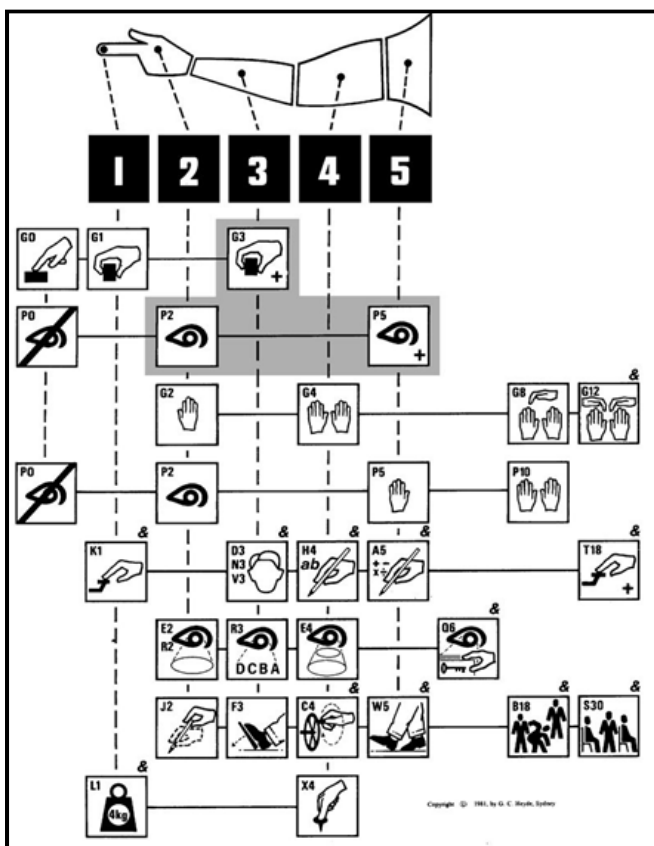 1 2 3 4 5
G0 G1 G3
+
P0 P2 P5
+
&
G2 G4 G8 G12
P0 P2 P5 P10
& & & & &
K1 D3 H4 A5 T18
N3 ab + -
V3 x ÷ +
&
E2 R3 E4 Q6
R2
D C B A
& & & &
J2 F3 C4 W5 B18 S30
&
L1 X4
4kg
Copyright © 1981, by G. C. Heyde, Sydney